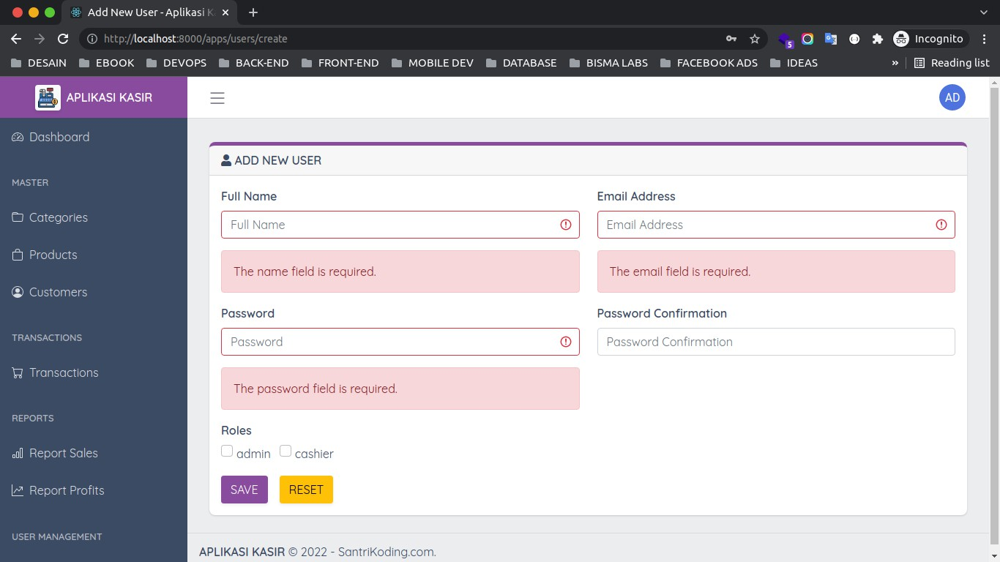 Add New User - Aplikasi K
http://localhost:8000/apps/users/create
5
Incognito
DESAIN EBOOK DEVOPS BACK-END FRONT-END MOBILE DEV DATABASE BISMA LABS FACEBOOK ADS IDEAS » Reading list
APLIKASI KASIR
AD
Dashboard
MASTER
Categories
Products
Customers
TRANSACTIONS
Transactions
REPORTS
Report Sales
Report Profits
USER MANAGEMENT
ADD NEW USER
Full Name
Full Name
The name field is required.
Email Address
Email Address
The email field is required.
Password
Password
The password field is required.
Password Confirmation
Password Confirmation
Roles
admin cashier
SAVE RESET
APLIKASI KASIR © 2022 - SantriKoding.com.